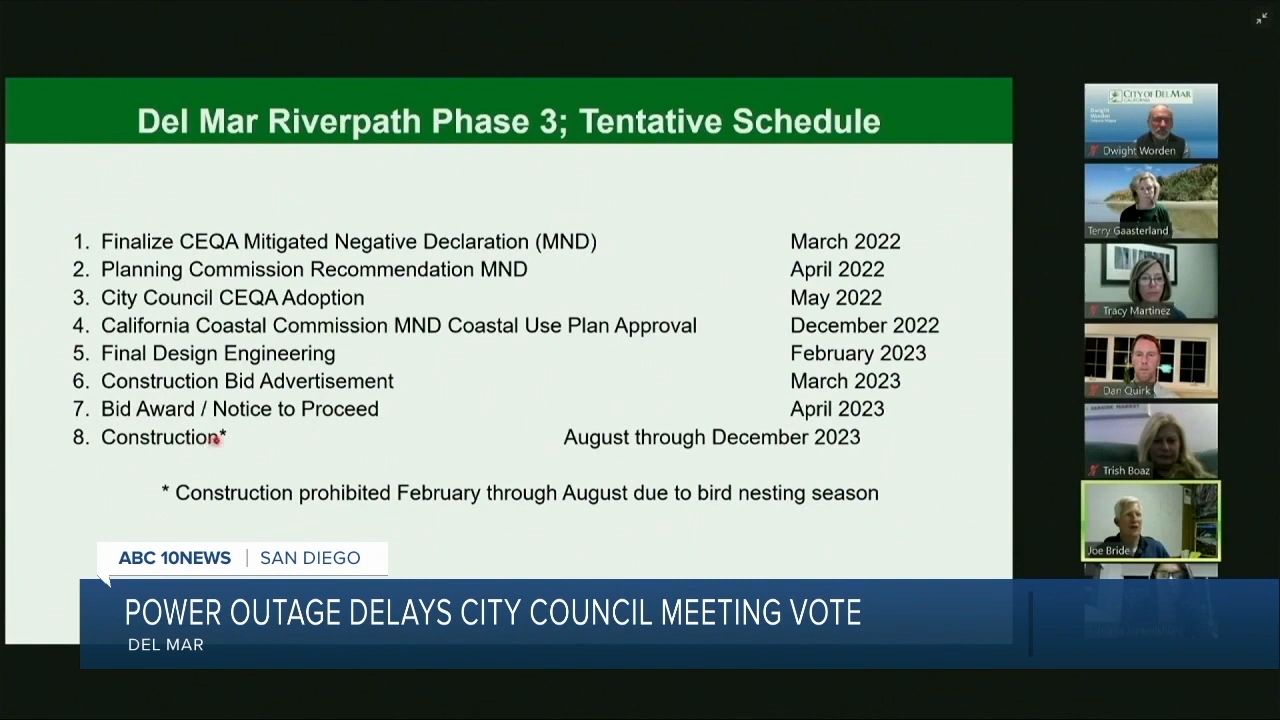 Del Mar Riverpath Phase 3; Tentative Schedule
1. Finalize CEQA Mitigated Negative Declaration (MND) March 2022
2. Planning Commission Recommendation MND April 2022
3. City Council CEQA Adoption May 2022
4. California Coastal Commission MND Coastal Use Plan Approval December 2022
5. Final Design Engineering February 2023
6. Construction Bid Advertisement March 2023
7. Bid Award / Notice to Proceed April 2023
8. Construction* August through December 2023
* Construction prohibited February through August due to bird nesting season
CITY OF DEL MAR
CALIFORNIA
Dwight
Worden
Dwight Worden
Terry Gaasterland
Tracy Martinez
Dan Quirk
Trish Boaz
Joe Bride
ABC 10NEWS | SAN DIEGO
POWER OUTAGE DELAYS CITY COUNCIL MEETING VOTE
DEL MAR